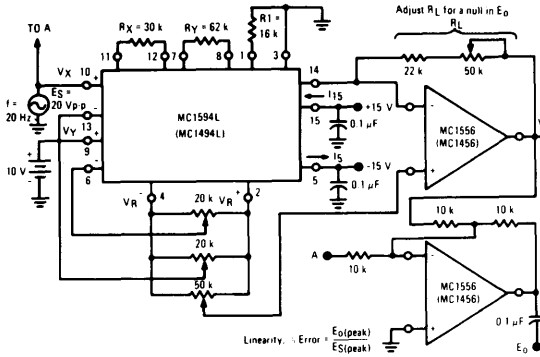 TO A
RX = 30 k
RY = 62 k
R1 =
16 k
Adjust RL for a null in Eo
RL
11
12
7
8
1
3
VX
10
+
14
22 k
50 k
ES =
20 Vp-p
f =
20 Hz
-
13
VY
+
9
10 V
+
-
6
MC1594L
(MC1494L)
I15
+15 V
15
0.1 µF
I5
-15 V
5
0.1 µF
-
MC1556
(MC1456)
+
V
VR
-
4
VR
+
2
20 k
20 k
50 k
10 k
10 k
A
10 k
-
MC1556
(MC1456)
+
0.1 µF
Eo
Linearity, Error = Eo(peak)
ES(peak)